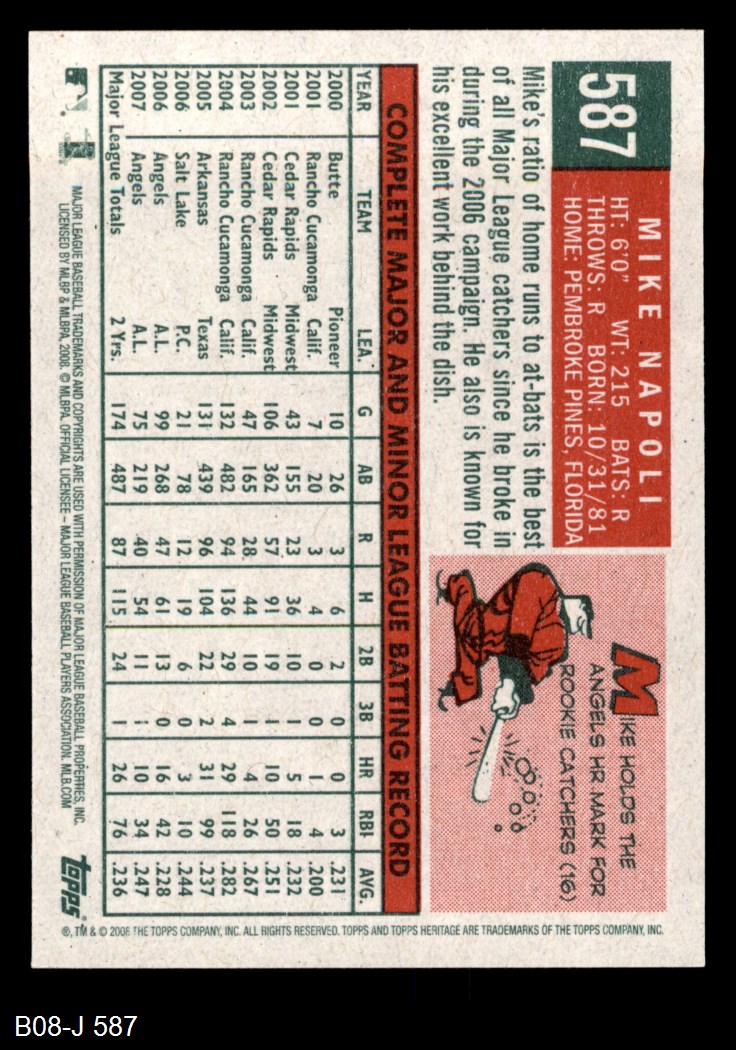 587
MIKE NAPOLI
HT: 6'0" WT: 215 BATS: R
THROWS: R BORN: 10/31/81
HOME: PEMBROKE PINES, FLORIDA
Mike's ratio of home runs to at-bats is the best
of all Major League catchers since he broke in
during the 2006 campaign. He also is known for
his excellent work behind the dish.
MIKE HOLDS THE
ANGELS HR MARK FOR
ROOKIE CATCHERS (16)
COMPLETE MAJOR AND MINOR LEAGUE BATTING RECORD
YEAR TEAM LEA. G AB R H 2B 3B HR RBI AVG.
2000 Butte Pioneer 10 26 3 6 2 0 0 3 .231
2001 Rancho Cucamonga Calif. 7 20 3 4 0 0 1 4 .200
2001 Cedar Rapids Midwest 43 155 23 36 10 1 5 18 .232
2002 Cedar Rapids Midwest 106 362 57 91 19 1 10 50 .251
2003 Rancho Cucamonga Calif. 47 165 28 44 10 1 4 26 .267
2004 Rancho Cucamonga Calif. 132 482 94 136 29 4 29 118 .282
2005 Arkansas Texas 131 439 96 104 22 2 31 99 .237
2006 Salt Lake P.C. 21 78 12 19 6 0 3 10 .244
2006 Angels A.L. 99 268 47 61 13 0 16 42 .228
2007 Angels A.L. 75 219 40 54 11 1 10 34 .247
Major League Totals 2 Yrs. 174 487 87 115 24 1 26 76 .236
MAJOR LEAGUE BASEBALL TRADEMARKS AND COPYRIGHTS ARE USED WITH PERMISSION OF MAJOR LEAGUE BASEBALL PROPERTIES, INC.
LICENSED BY MLBP & MLBPA, 2008. © MLBPA. OFFICIAL LICENSEE – MAJOR LEAGUE BASEBALL PLAYERS ASSOCIATION. MLB.COM
topps
®, TM & © 2008 THE TOPPS COMPANY, INC. ALL RIGHTS RESERVED. TOPPS AND TOPPS HERITAGE ARE TRADEMARKS OF THE TOPPS COMPANY, INC.
B08-J 587